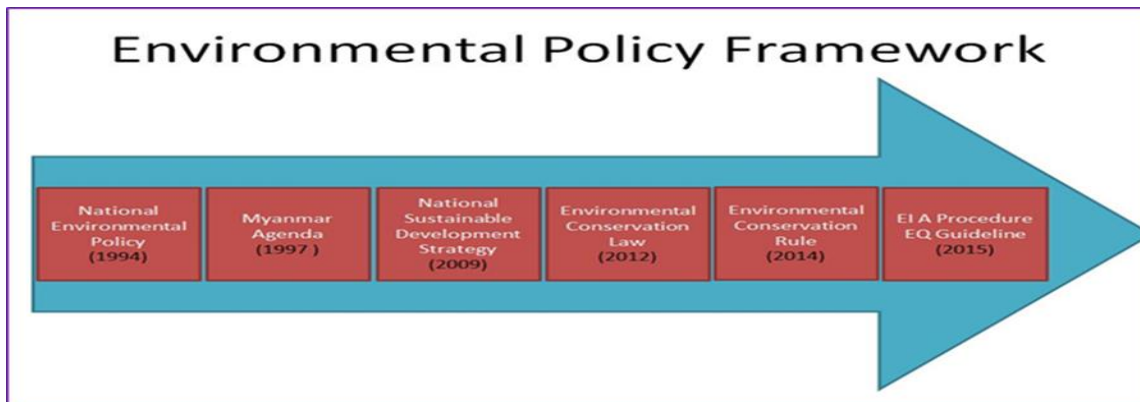 Environmental Policy Framework
National
Environmental
Policy
(1994)
Myanmar
Agenda
(1997 )
National
Sustainable
Development
Strategy
(2009)
Environmental
Conservation
Law
(2012)
Environmental
Conservation
Rule
(2014)
EI A Procedure
EQ Guideline
(2015)